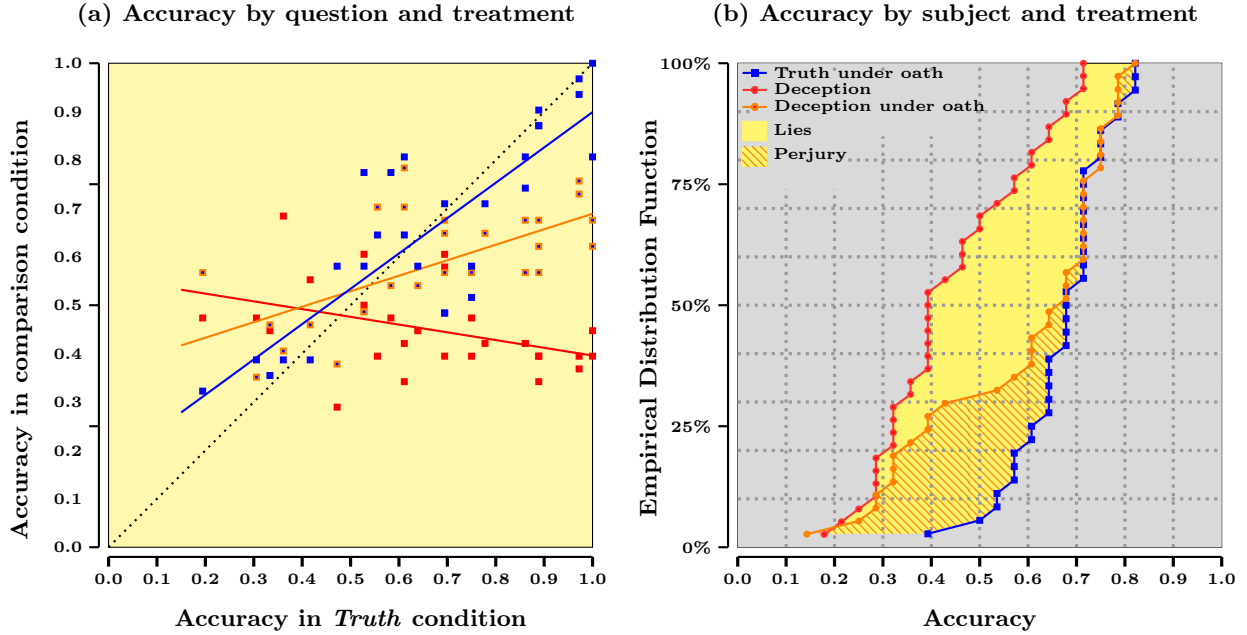 (a) Accuracy by question and treatment
Accuracy in comparison condition
1.0
0.9
0.8
0.7
0.6
0.5
0.4
0.3
0.2
0.1
0.0
0.0 0.1 0.2 0.3 0.4 0.5 0.6 0.7 0.8 0.9 1.0
Accuracy in Truth condition
(b) Accuracy by subject and treatment
Empirical Distribution Function
100%
75%
50%
25%
0%
Truth under oath
Deception
Deception under oath
Lies
Perjury
0.0 0.1 0.2 0.3 0.4 0.5 0.6 0.7 0.8 0.9 1.0
Accuracy